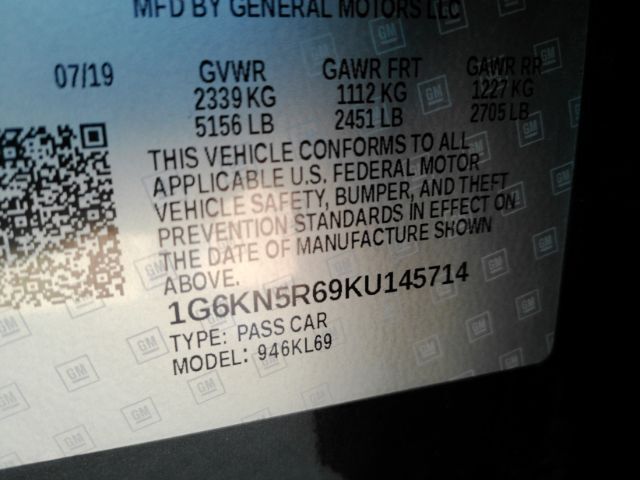 MFD BY GENERAL MOTORS LLC
07/19 GVWR GAWR FRT GAWR RR
2339 KG 1112 KG 1227 KG
5156 LB 2451 LB 2705 LB
THIS VEHICLE CONFORMS TO ALL
APPLICABLE U.S. FEDERAL MOTOR
VEHICLE SAFETY, BUMPER, AND THEFT
PREVENTION STANDARDS IN EFFECT ON
THE DATE OF MANUFACTURE SHOWN
ABOVE.
1G6KN5R69KU145714
TYPE: PASS CAR
MODEL: 946KL69